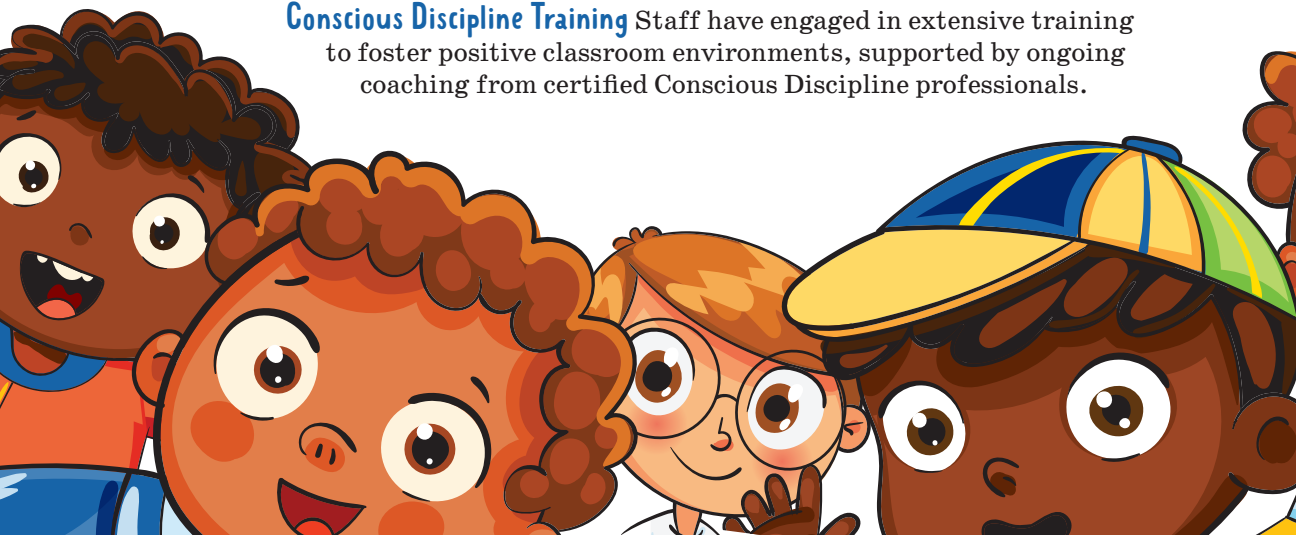 Conscious Discipline Training Staff have engaged in extensive training
to foster positive classroom environments, supported by ongoing
coaching from certified Conscious Discipline professionals.